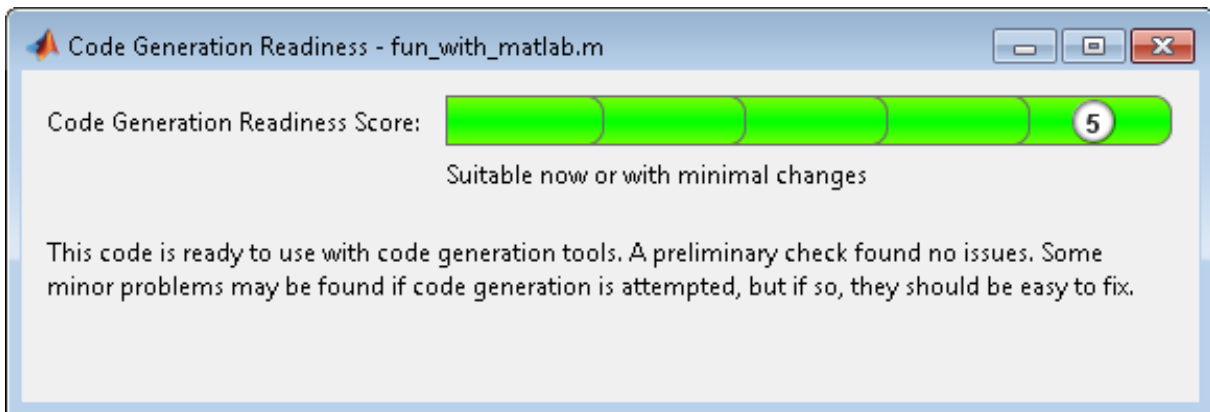 Code Generation Readiness - fun_with_matlab.m
Code Generation Readiness Score:
5
Suitable now or with minimal changes
This code is ready to use with code generation tools. A preliminary check found no issues. Some
minor problems may be found if code generation is attempted, but if so, they should be easy to fix.